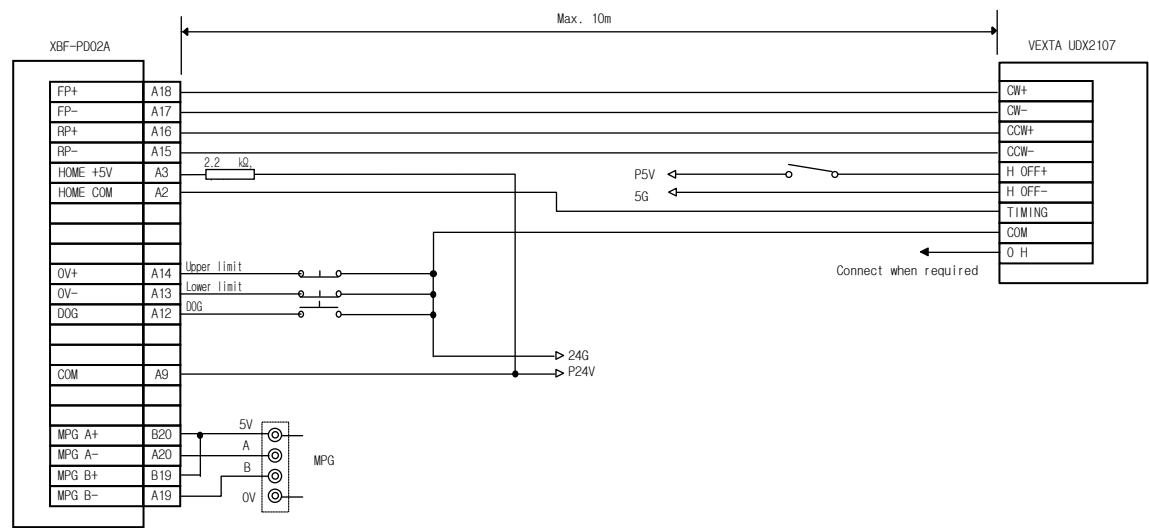 Max. 10m
XBF-PD02A
VEXTA UDX2107
FP+ A18 CW+
FP- A17 CW-
RP+ A16 CCW+
RP- A15 CCW-
HOME +5V A3 2.2 kΩ, P5V H OFF+
HOME COM A2 5G H OFF-
TIMING
COM
O H
Connect when required
OV+ A14 Upper limit
OV- A13 Lower limit
DOG A12 DOG
24G
COM A9 P24V
MPG A+ B20 5V
MPG A- A20 A
MPG
MPG B+ B19 B
MPG B- A19 0V